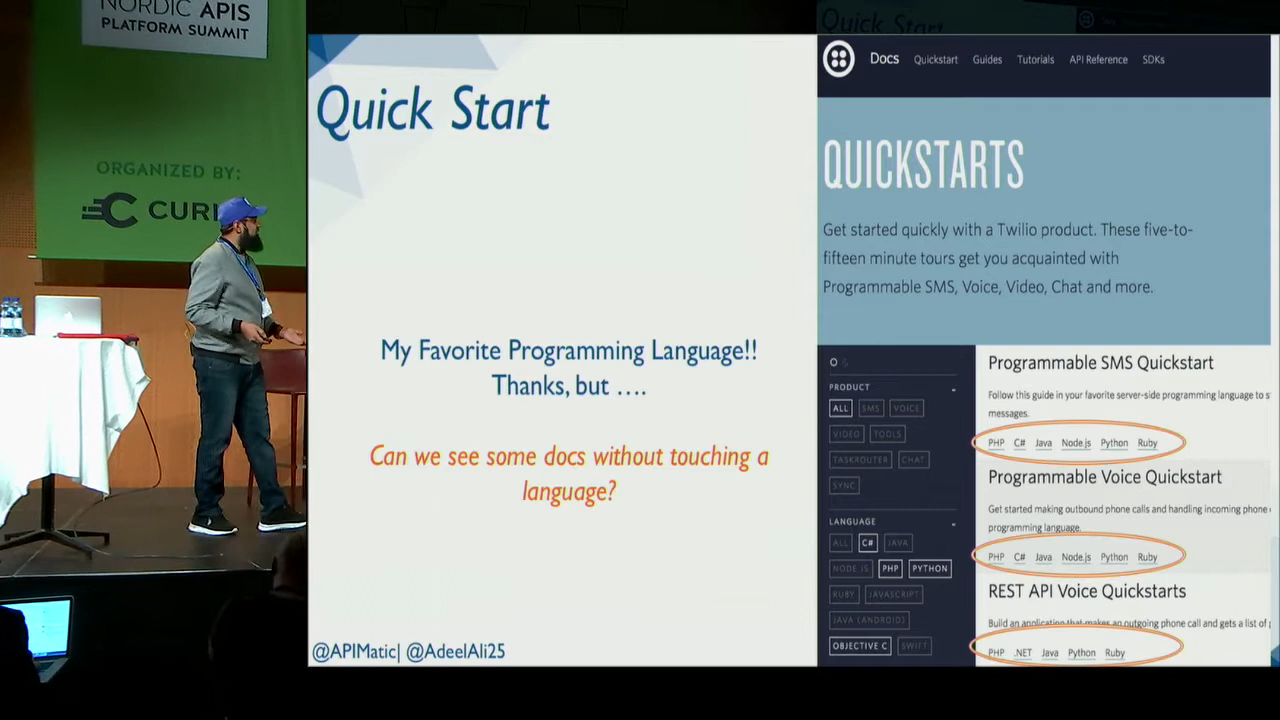 NORDIC APIS
PLATFORM SUMMIT
ORGANIZED BY:
Quick Start
My Favorite Programming Language!!
Thanks, but ....
Can we see some docs without touching a
language?
@APIMatic| @AdeelAli25
Quick Start
Docs Quickstart Guides Tutorials API Reference SDKs
QUICKSTARTS
Get started quickly with a Twilio product. These five-to-
fifteen minute tours get you acquainted with
Programmable SMS, Voice, Video, Chat and more.
PRODUCT
ALL SMS VOICE
VIDEO TOOLS
TASKROUTER CHAT
SYNC
LANGUAGE
ALL C# JAVA
NODE.JS PHP PYTHON
RUBY JAVASCRIPT
JAVA (ANDROID)
OBJECTIVE C SWIFT
Programmable SMS Quickstart
Follow this guide in your favorite server-side programming language to s
messages.
PHP C# Java Node.js Python Ruby
Programmable Voice Quickstart
Get started making outbound phone calls and handling incoming phone
programming language.
PHP C# Java Node.js Python Ruby
REST API Voice Quickstarts
Build an application that makes an outgoing phone call and gets a list of
PHP .NET Java Python Ruby